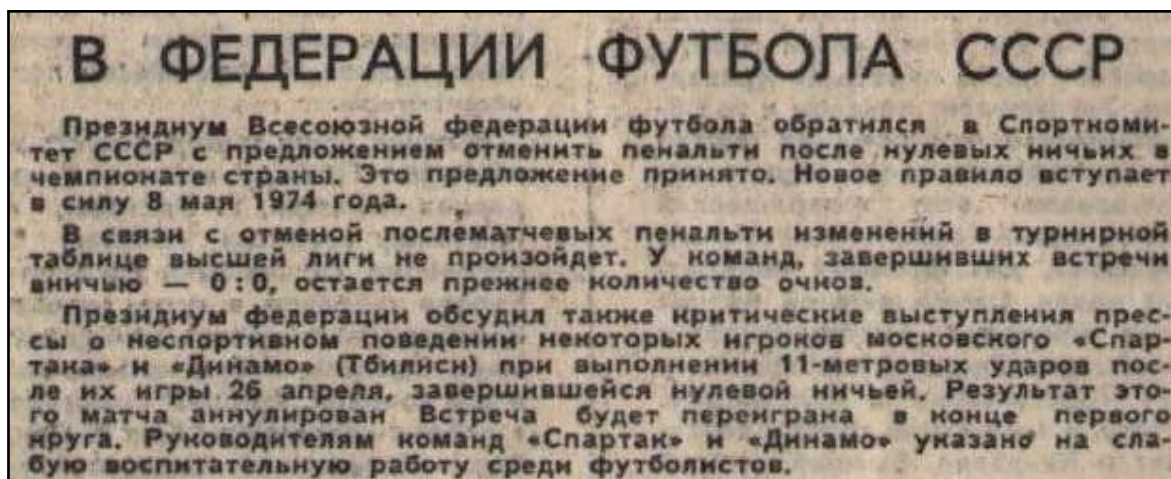 В ФЕДЕРАЦИИ ФУТБОЛА СССР
Президиум Всесоюзной федерации футбола обратился в Спорткоми-
тет СССР с предложением отменить пенальти после нулевых ничьих в
чемпионате страны. Это предложение принято. Новое правило вступает
в силу 8 мая 1974 года.
В связи с отменой послематчевых пенальти изменений в турнирной
таблице высшей лиги не произойдет. У команд, завершивших встречи
вничью — 0:0, остается прежнее количество очков.
Президиум федерации обсудил также критические выступления прес-
сы о неспортивном поведении некоторых игроков московского «Спар-
така» и «Динамо» (Тбилиси) при выполнении 11-метровых ударов пос-
ле их игры 26 апреля, завершившейся нулевой ничьей. Результат это-
го матча аннулирован Встреча будет переиграна в конце первого
круга. Руководителям команд «Спартак» и «Динамо» указано на сла-
бую воспитательную работу среди футболистов.